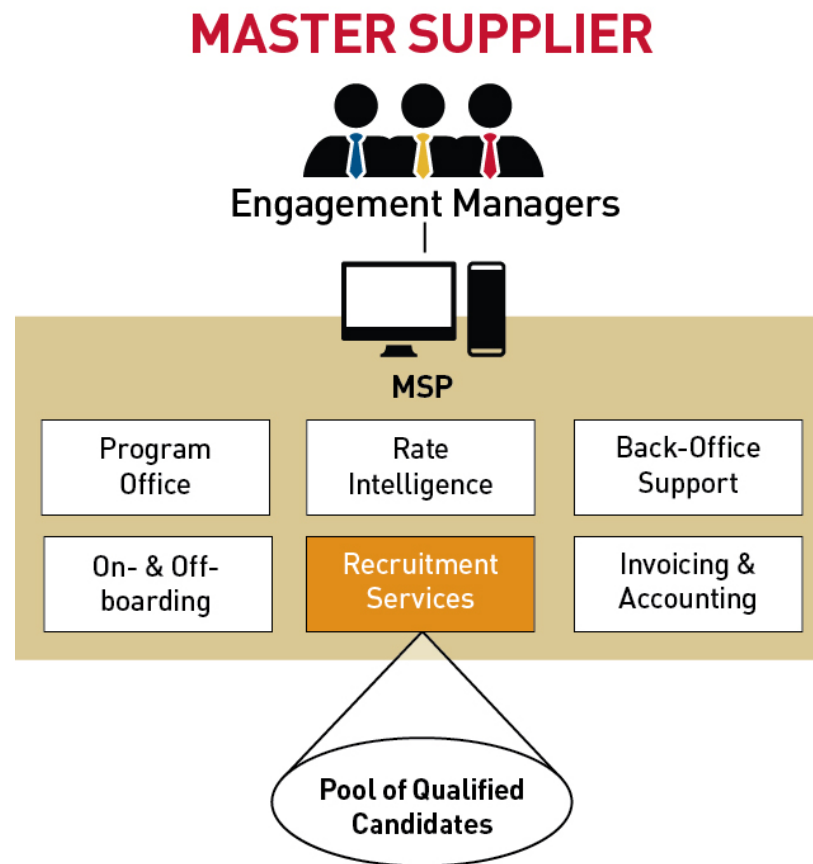 MASTER SUPPLIER
Engagement Managers
MSP
Program
Office
Rate
Intelligence
Back-Office
Support
On- & Off-
boarding
Recruitment
Services
Invoicing &
Accounting
Pool of Qualified
Candidates